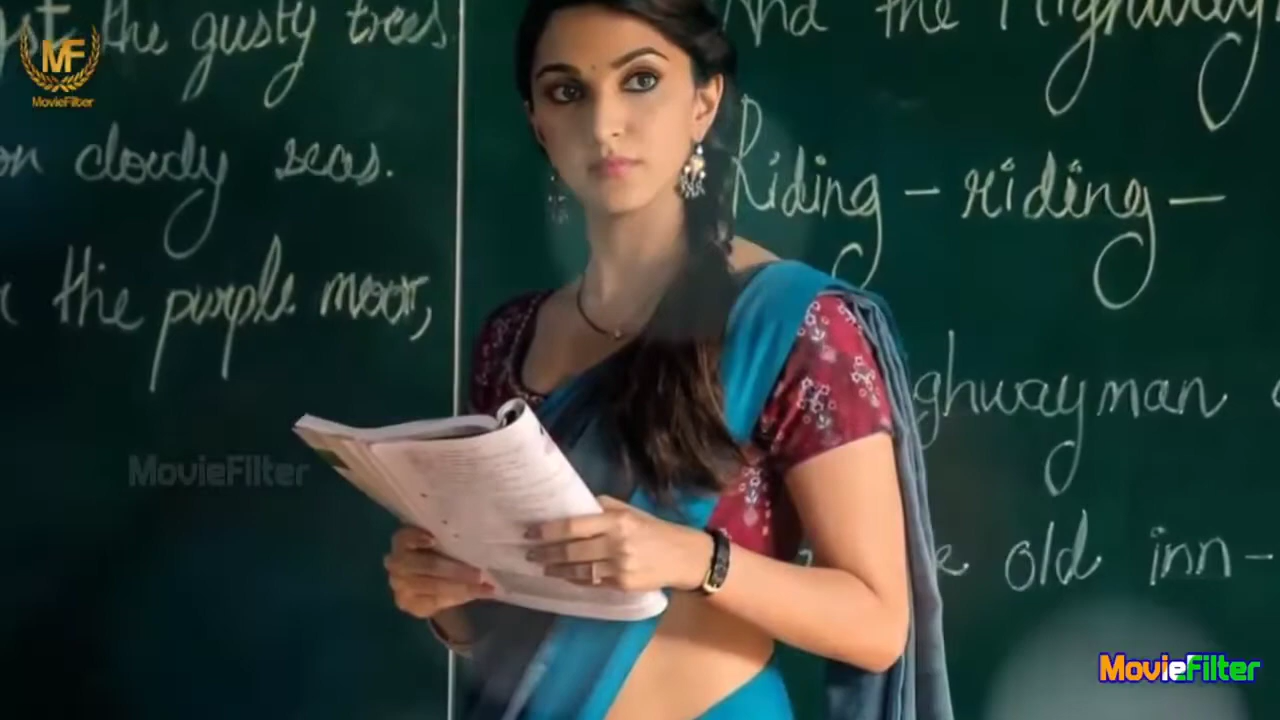 MF
MovieFilter
the gusty trees
on cloudy seas.
the purple moor,
And the Highway
Riding – riding –
ghwayman
old inn –
MovieFilter
MovieFilter